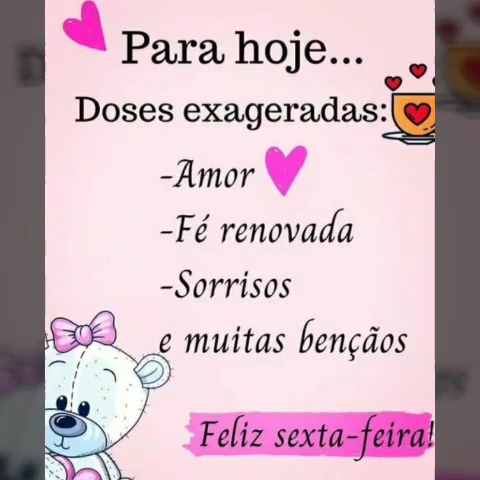 Para hoje...
Doses exageradas:
-Amor
-Fé renovada
-Sorrisos
e muitas bençãos
Feliz sexta-feira!